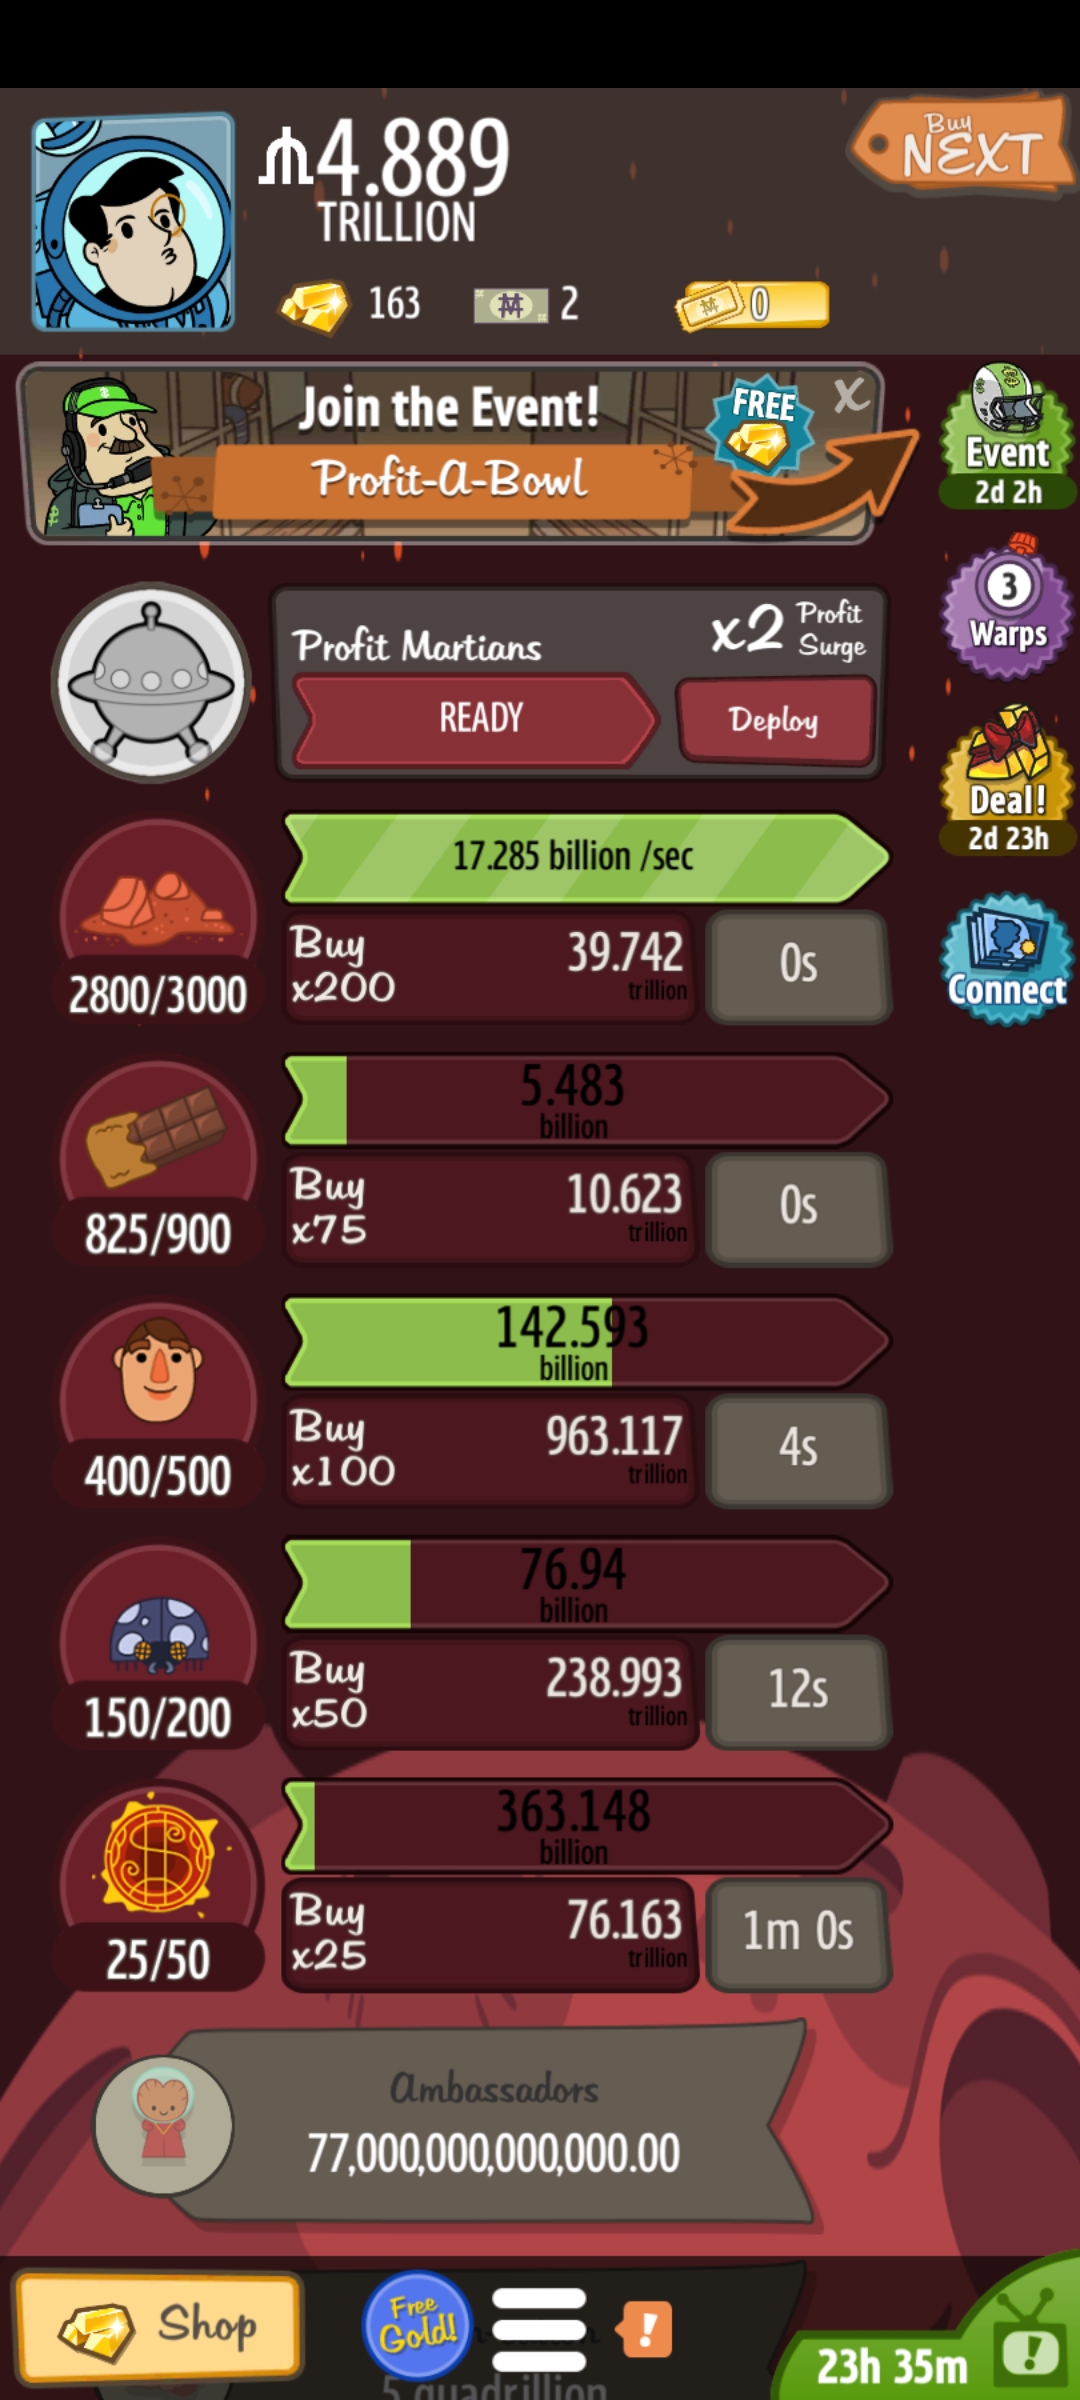 4.889
TRILLION
Buy
NEXT
163
2
0
Join the Event!
Profit-A-Bowl
FREE
X
Event
2d 2h
3
Warps
Profit Martians
x2 Profit Surge
READY
Deploy
Deal!
2d 23h
17.285 billion /sec
2800/3000
Buy
x200
39.742
trillion
0s
Connect
5.483
billion
825/900
Buy
x75
10.623
trillion
0s
142.593
billion
400/500
Buy
x100
963.117
trillion
4s
76.94
billion
150/200
Buy
x50
238.993
trillion
12s
363.148
billion
25/50
Buy
x25
76.163
trillion
1m 0s
Ambassadors
77,000,000,000,000.00
Shop
Free
Gold!
!
5 quadrillion
23h 35m
!